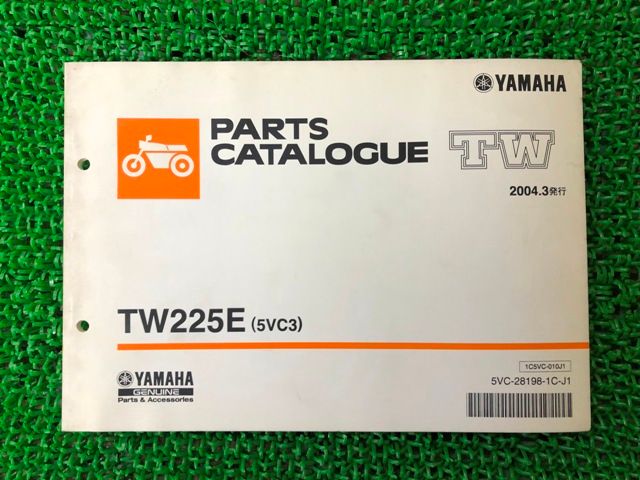 YAMAHA
PARTS
CATALOGUE
TW
2004.3発行
TW225E (5VC3)
1C5VC-010J1
YAMAHA
GENUINE
Parts & Accessories
5VC-28198-1C-J1